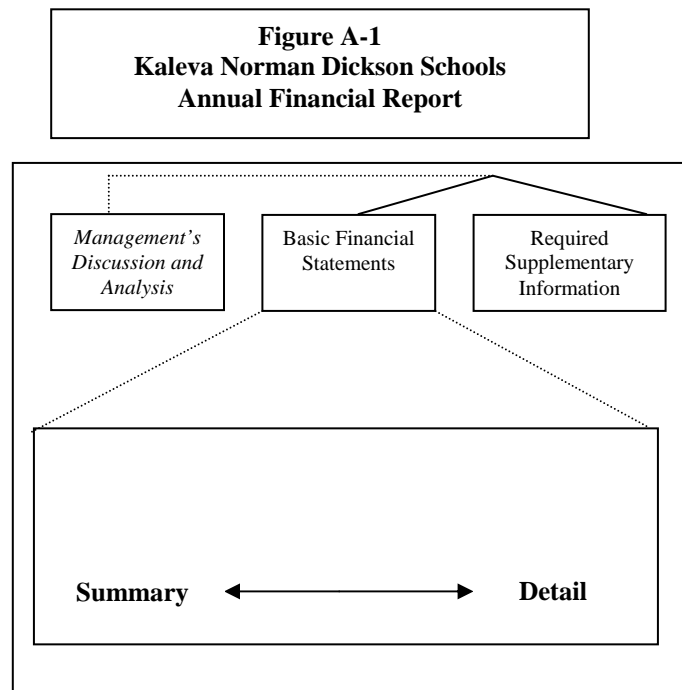 Figure A-1
Kaleva Norman Dickson Schools
Annual Financial Report
Management's
Discussion and
Analysis
Basic Financial
Statements
Required
Supplementary
Information
Summary
Detail